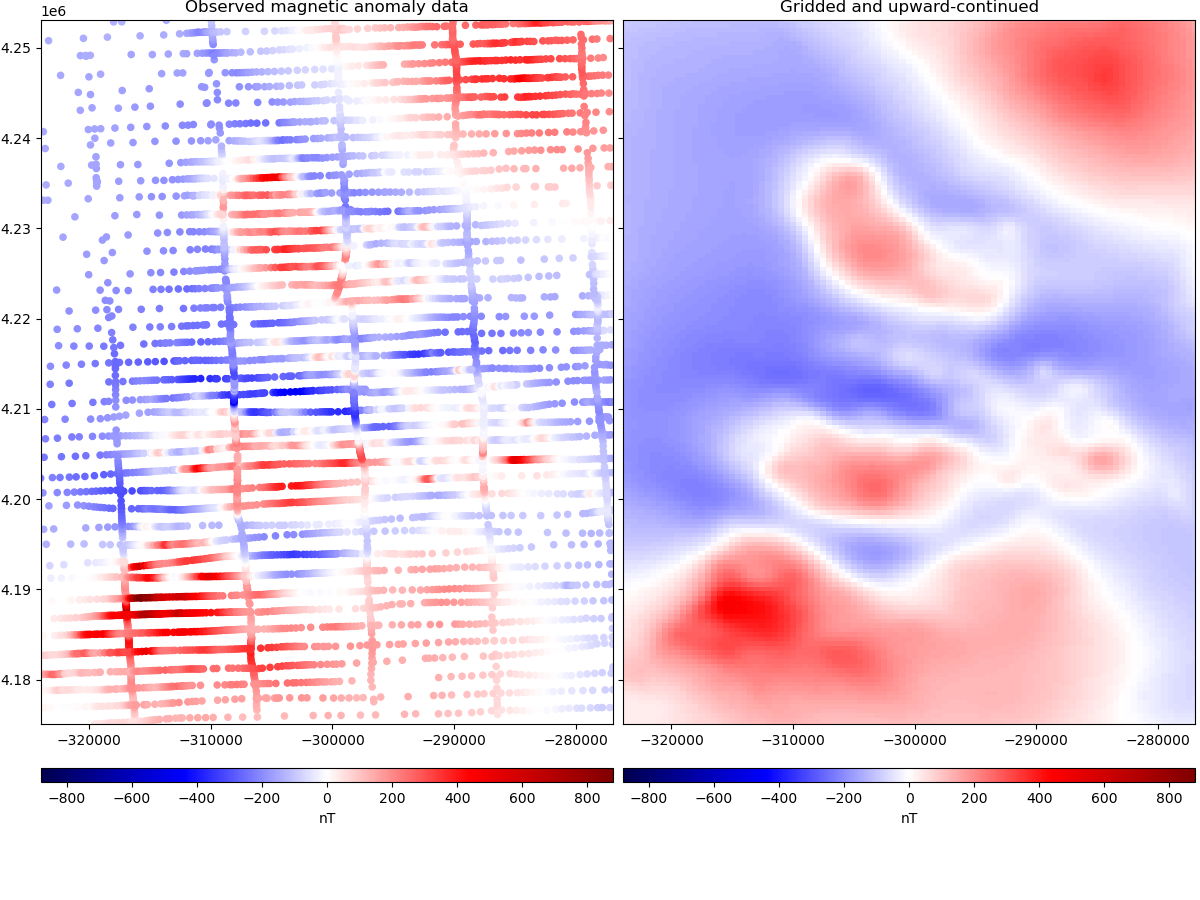 Observed magnetic anomaly data
Gridded and upward-continued
1e6
4.25
4.24
4.23
4.22
4.21
4.20
4.19
4.18
−320000 −310000 −300000 −290000 −280000
−320000 −310000 −300000 −290000 −280000
−800 −600 −400 −200 0 200 400 600 800
−800 −600 −400 −200 0 200 400 600 800
nT
nT